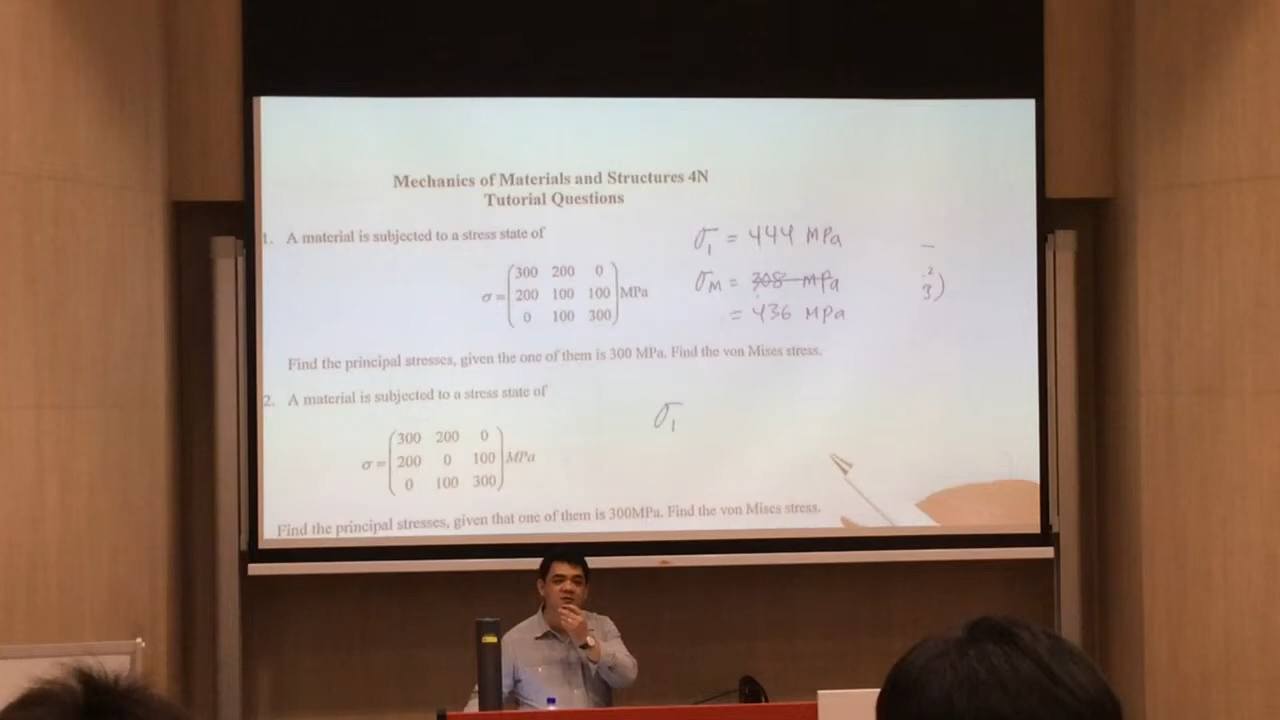 Mechanics of Materials and Structures 4N
Tutorial Questions
1. A material is subjected to a stress state of
σ = (300 200 0
200 100 100
0 100 300) MPa
σ₁ = 444 MPa
σM = 308 MPa
= 436 MPa
2
3)
Find the principal stresses, given the one of them is 300 MPa. Find the von Mises stress.
2. A material is subjected to a stress state of
σ = (300 200 0
200 0 100
0 100 300) MPa
σ₁
Find the principal stresses, given that one of them is 300MPa. Find the von Mises stress.